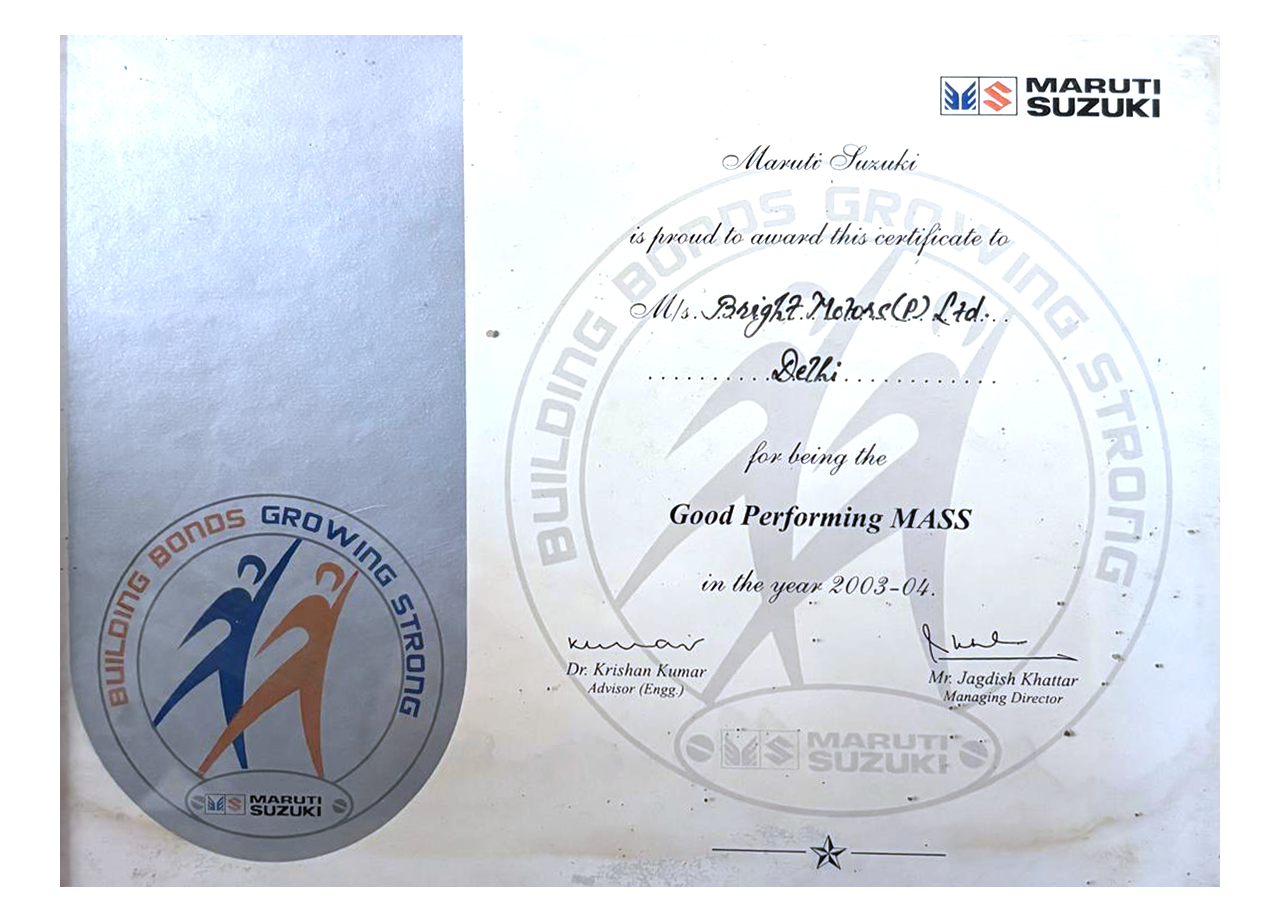 MARUTI
SUZUKI
Maruti Suzuki
is proud to award this certificate to
M/s. Bright Motors (P) Ltd.
Delhi
for being the
Good Performing MASS
in the year 2003-04.
Kumar
Dr. Krishan Kumar
Advisor (Engg.)
Mr. Jagdish Khattar
Managing Director
BUILDING BONDS GROWING STRONG
MARUTI
SUZUKI
BUILDING BONDS GROWING STRONG
MARUTI
SUZUKI